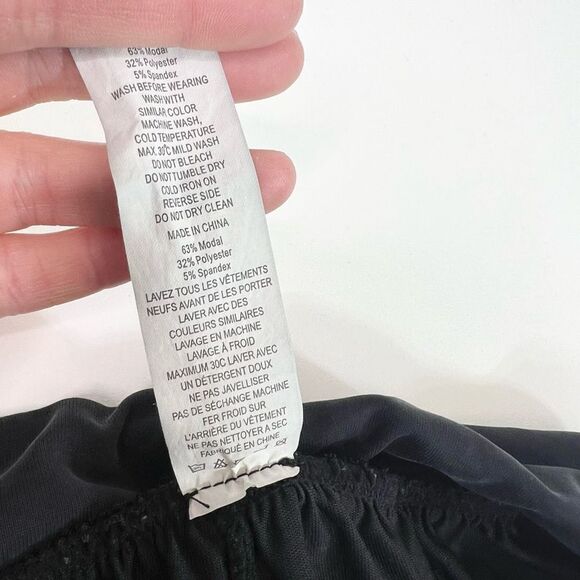 63% Modal
32% Polyester
5% Spandex
WASH BEFORE WEARING
WASH WITH
SIMILAR COLOR
MACHINE WASH,
COLD TEMPERATURE
MAX.30℃ MILD WASH
DO NOT BLEACH
DO NOT TUMBLE DRY
COLD IRON ON
REVERSE SIDE
DO NOT DRY CLEAN
MADE IN CHINA
63% Modal
32% Polyester
5% Spandex
LAVEZ TOUS LES VÊTEMENTS
NEUFS AVANT DE LES PORTER
LAVER AVEC DES
COULEURS SIMILAIRES
LAVAGE EN MACHINE
LAVAGE À FROID
MAXIMUM 30C LAVER AVEC
UN DÉTERGENT DOUX
NE PAS JAVELLISER
PAS DE SÉCHANGE MACHINE
FER FROID SUR
L'ARRIÈRE DU VÊTEMENT
NE PAS NETTOYER A SEC
FABRIQUÉ EN CHINE